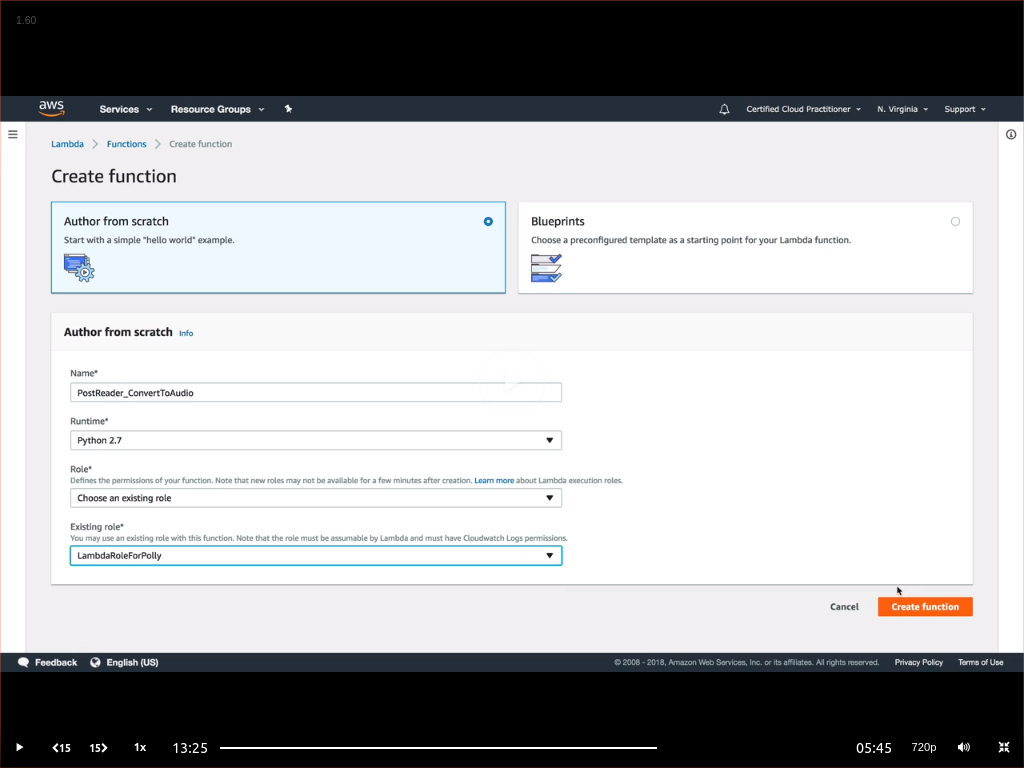 1.60
aws Services Resource Groups Certified Cloud Practitioner N. Virginia Support
Lambda Functions Create function
Create function
Author from scratch
Start with a simple "hello world" example.
Blueprints
Choose a preconfigured template as a starting point for your Lambda function.
Author from scratch Info
Name*
PostReader_ConvertToAudio
Runtime*
Python 2.7
Role*
Defines the permissions of your function. Note that new roles may not be available for a few minutes after creation. Learn more about Lambda execution roles.
Choose an existing role
Existing role*
You may use an existing role with this function. Note that the role must be assumable by Lambda and must have Cloudwatch Logs permissions.
LambdaRoleForPolly
Cancel Create function
Feedback English (US) © 2008 - 2018, Amazon Web Services, Inc. or its affiliates. All rights reserved. Privacy Policy Terms of Use
15 15 1x 13:25 05:45 720p